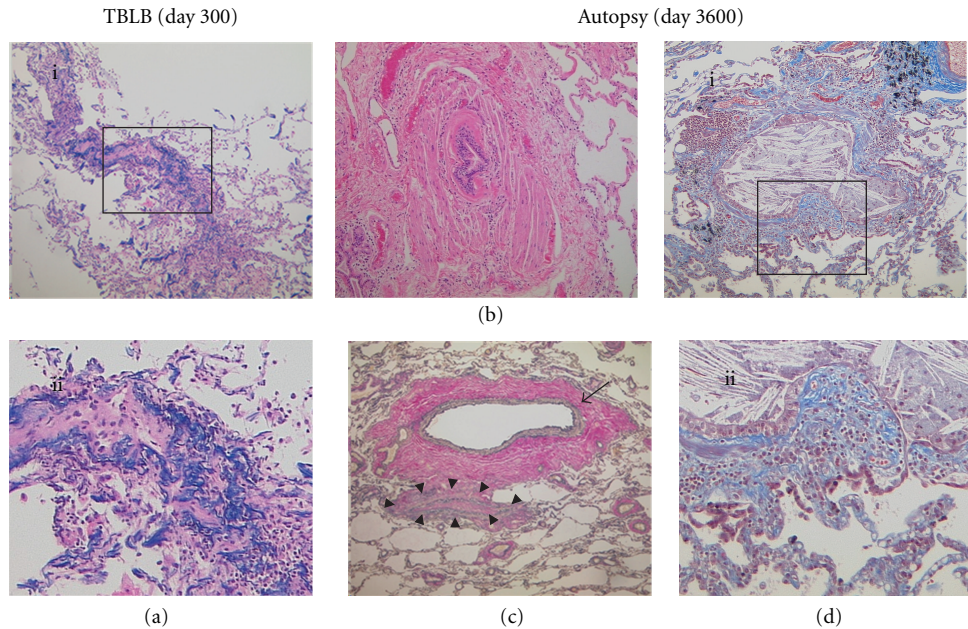 TBLB (day 300)
Autopsy (day 3600)
i
i
(b)
ii
ii
(a)
(c)
(d)